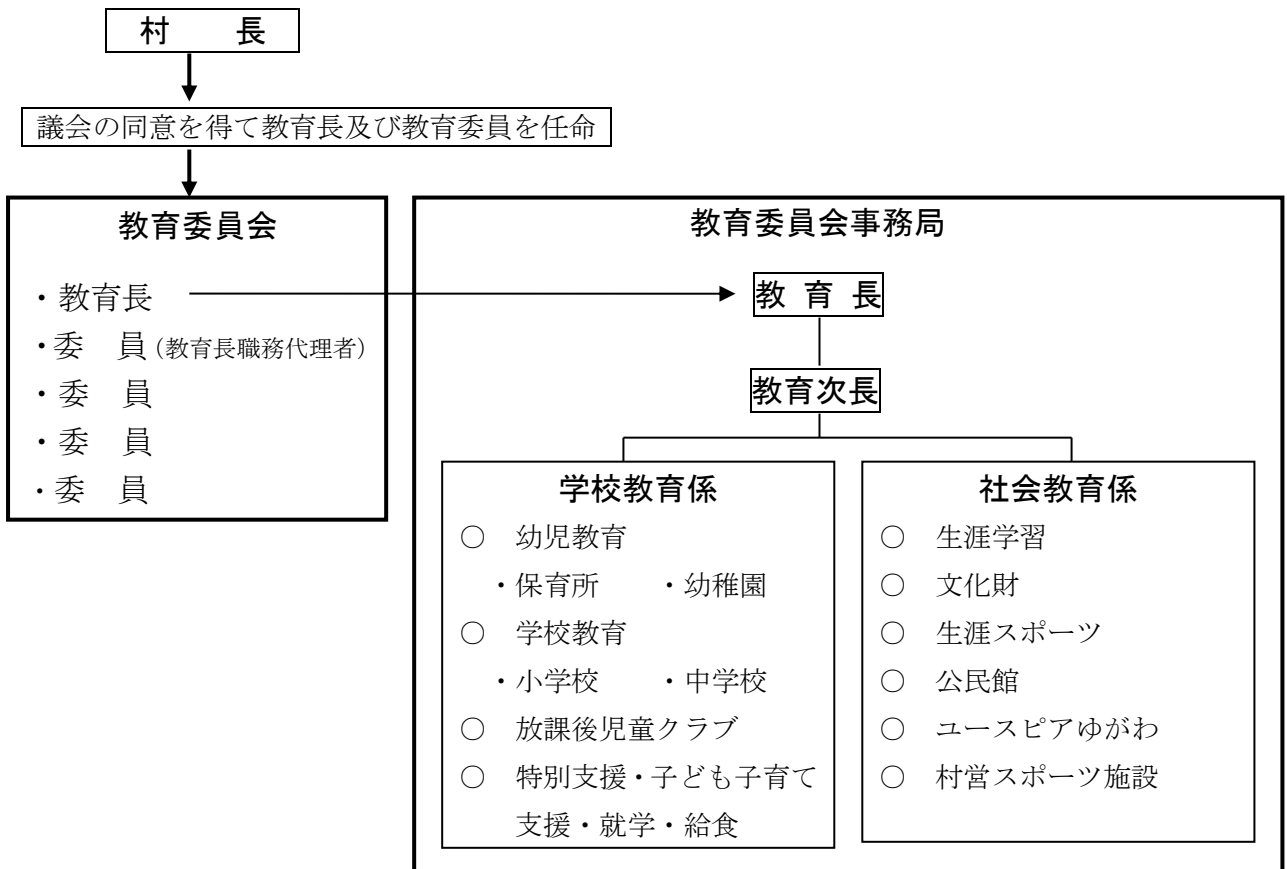 村　　長
議会の同意を得て教育長及び教育委員を任命
教育委員会
・教育長
・委　員(教育長職務代理者)
・委　員
・委　員
・委　員
教育委員会事務局
教 育 長
教育次長
学校教育係
○　幼児教育
・保育所　　・幼稚園
○　学校教育
・小学校　　・中学校
○　放課後児童クラブ
○　特別支援・子ども子育て
支援・就学・給食
社会教育係
○　生涯学習
○　文化財
○　生涯スポーツ
○　公民館
○　ユースピアゆがわ
○　村営スポーツ施設